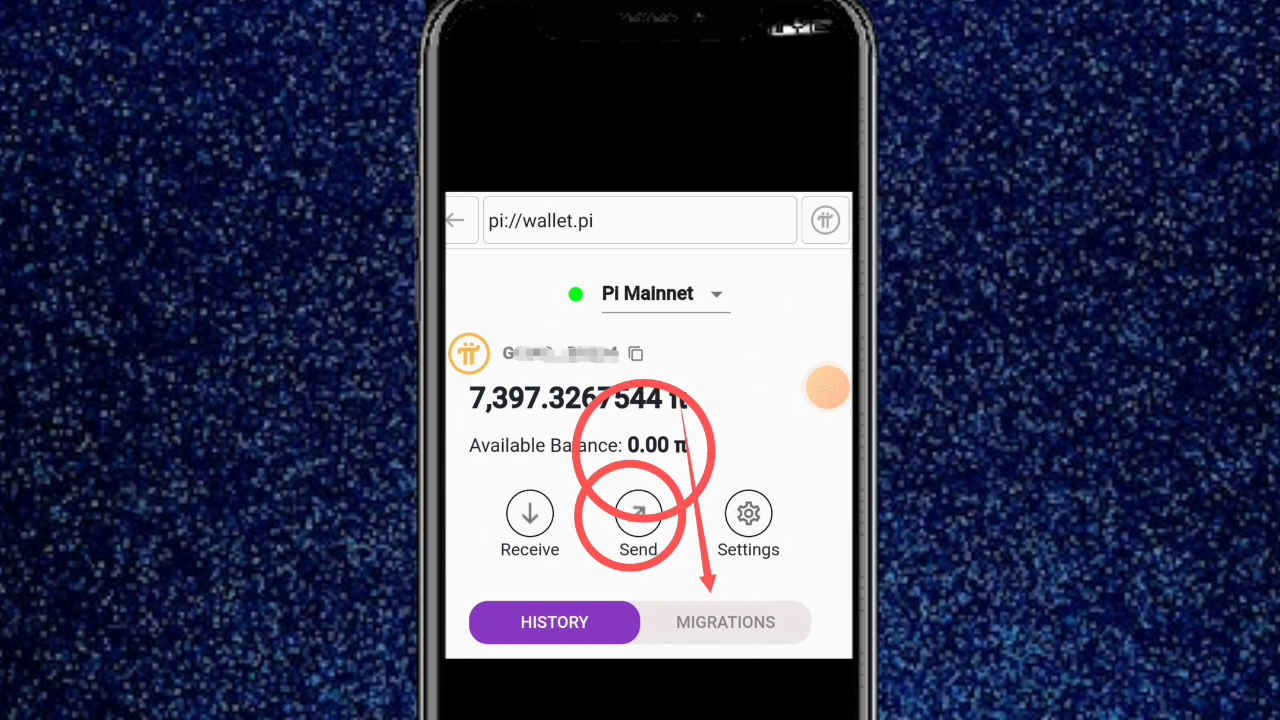 pi://wallet.pi
Pi Mainnet
7,397.3267544 π
Available Balance: 0.00 π
Receive
Send
Settings
HISTORY
MIGRATIONS